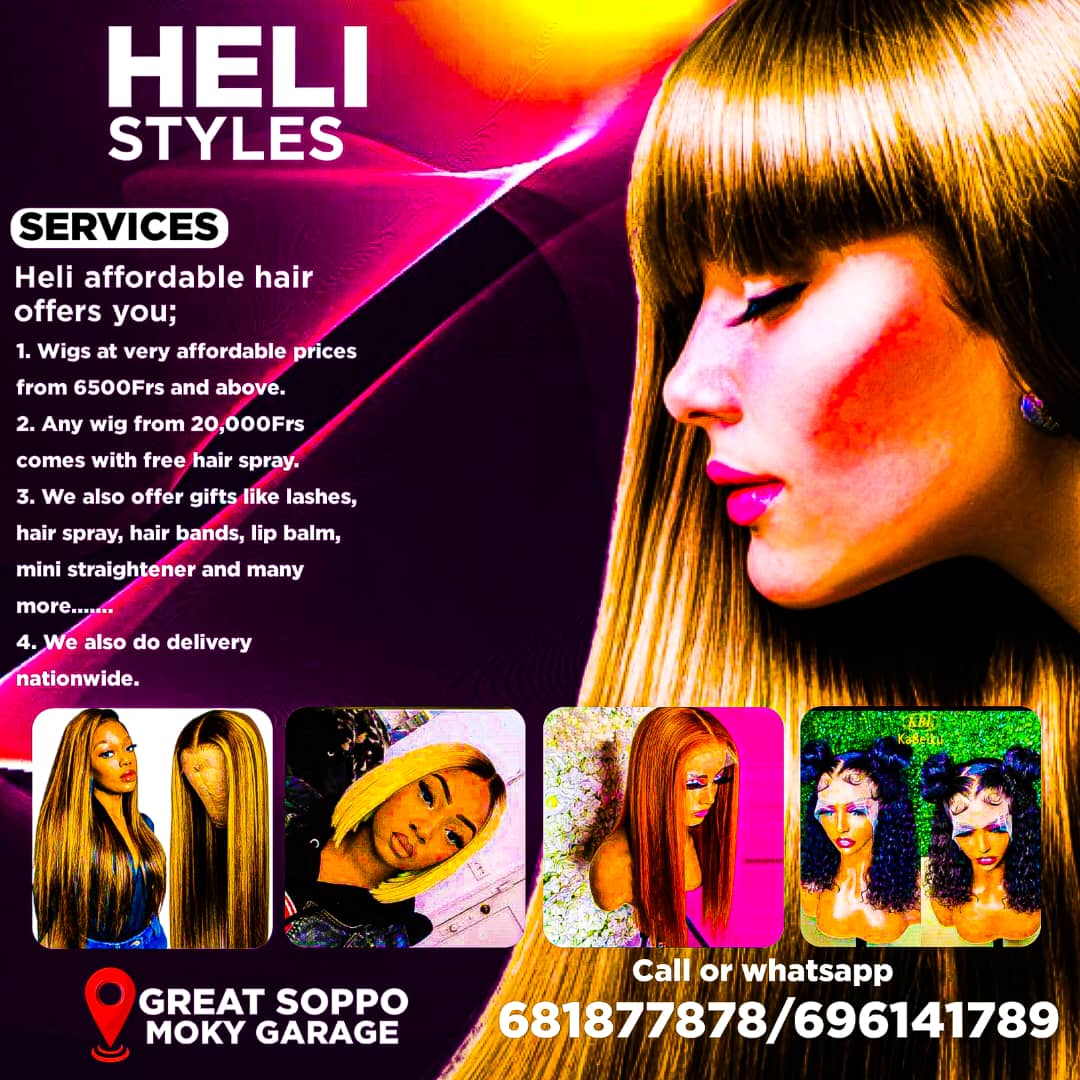 HELI
STYLES
SERVICES
Heli affordable hair
offers you;
1. Wigs at very affordable prices
from 6500Frs and above.
2. Any wig from 20,000Frs
comes with free hair spray.
3. We also offer gifts like lashes,
hair spray, hair bands, lip balm,
mini straightener and many
more.......
4. We also do delivery
nationwide.
KBL
KaBeiku
GREAT SOPPO
MOKY GARAGE
Call or whatsapp
681877878/696141789